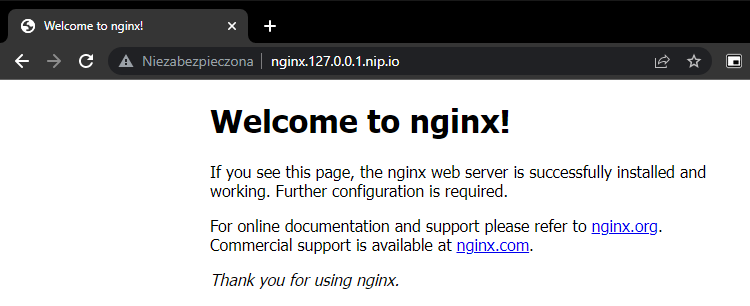 Welcome to nginx!
Niezabezpieczona
nginx.127.0.0.1.nip.io
Welcome to nginx!
If you see this page, the nginx web server is successfully installed and
working. Further configuration is required.
For online documentation and support please refer to nginx.org.
Commercial support is available at nginx.com.
Thank you for using nginx.